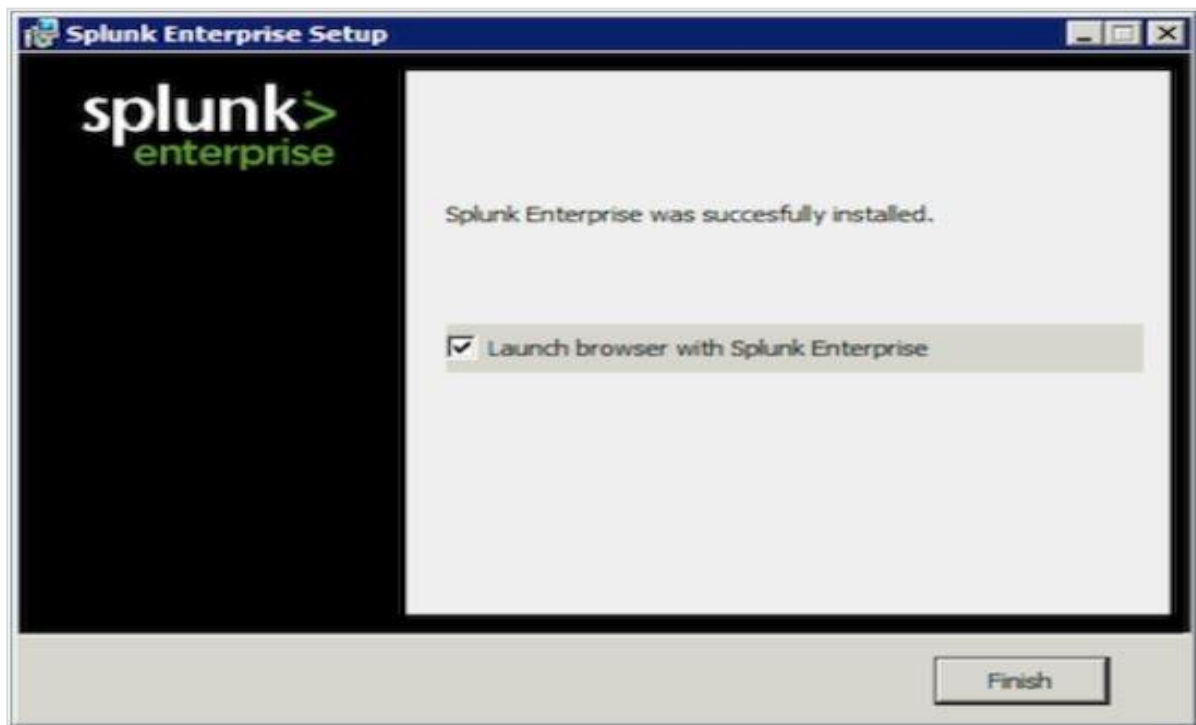 Splunk Enterprise Setup
splunk>
enterprise
Splunk Enterprise was succesfully installed.
Launch browser with Splunk Enterprise
Finish